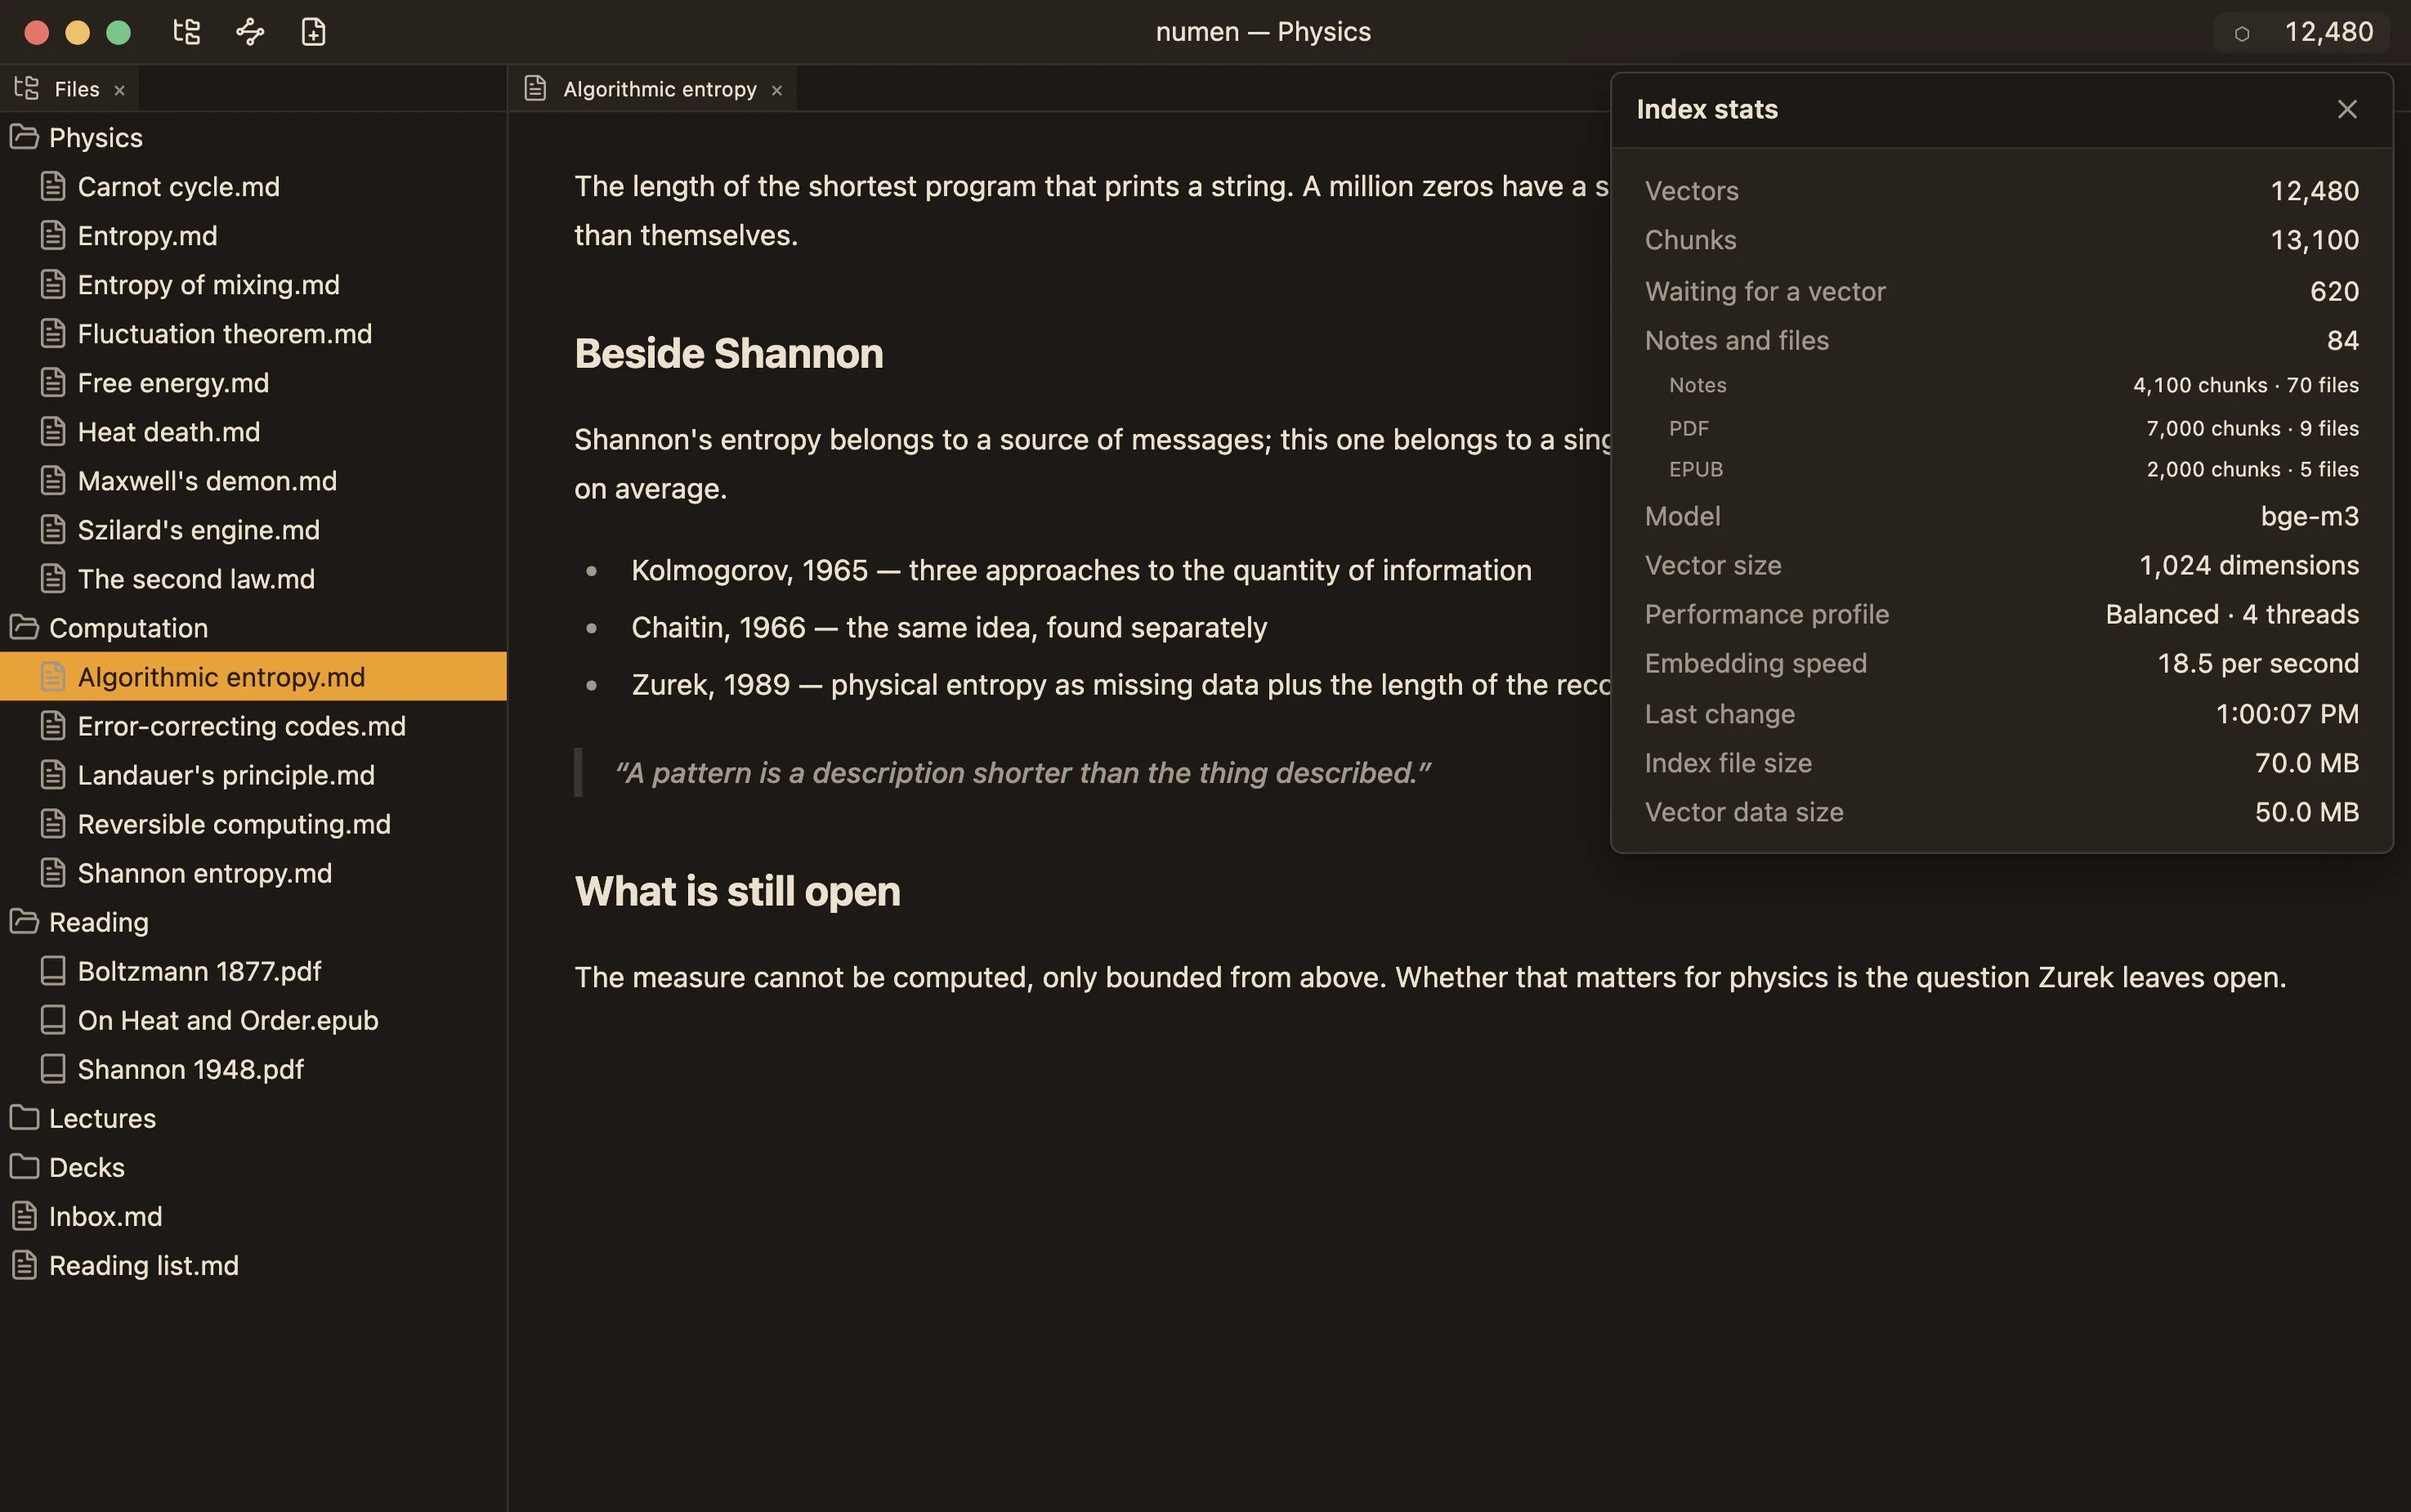 numen — Physics
12,480
Files
Algorithmic entropy
Physics
Carnot cycle.md
Entropy.md
Entropy of mixing.md
Fluctuation theorem.md
Free energy.md
Heat death.md
Maxwell's demon.md
Szilard's engine.md
The second law.md
Computation
Algorithmic entropy.md
Error-correcting codes.md
Landauer's principle.md
Reversible computing.md
Shannon entropy.md
Reading
Boltzmann 1877.pdf
On Heat and Order.epub
Shannon 1948.pdf
Lectures
Decks
Inbox.md
Reading list.md
The length of the shortest program that prints a string. A million zeros have a s
than themselves.
Beside Shannon
Shannon's entropy belongs to a source of messages; this one belongs to a sing
on average.
• Kolmogorov, 1965 — three approaches to the quantity of information
• Chaitin, 1966 — the same idea, found separately
• Zurek, 1989 — physical entropy as missing data plus the length of the reco
“A pattern is a description shorter than the thing described.”
What is still open
The measure cannot be computed, only bounded from above. Whether that matters for physics is the question Zurek leaves open.
Index stats
Vectors 12,480
Chunks 13,100
Waiting for a vector 620
Notes and files 84
Notes 4,100 chunks · 70 files
PDF 7,000 chunks · 9 files
EPUB 2,000 chunks · 5 files
Model bge-m3
Vector size 1,024 dimensions
Performance profile Balanced · 4 threads
Embedding speed 18.5 per second
Last change 1:00:07 PM
Index file size 70.0 MB
Vector data size 50.0 MB